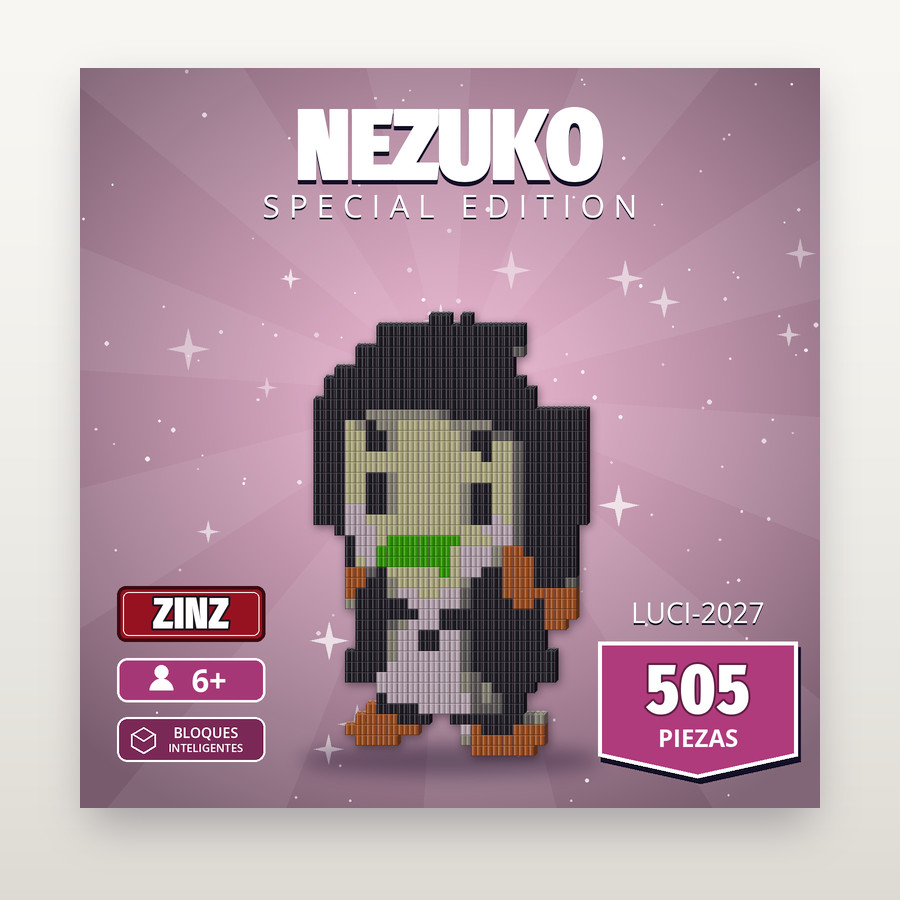 NEZUKO
SPECIAL EDITION
ZINZ
6+
BLOQUES
INTELIGENTES
LUCI-2027
505
PIEZAS